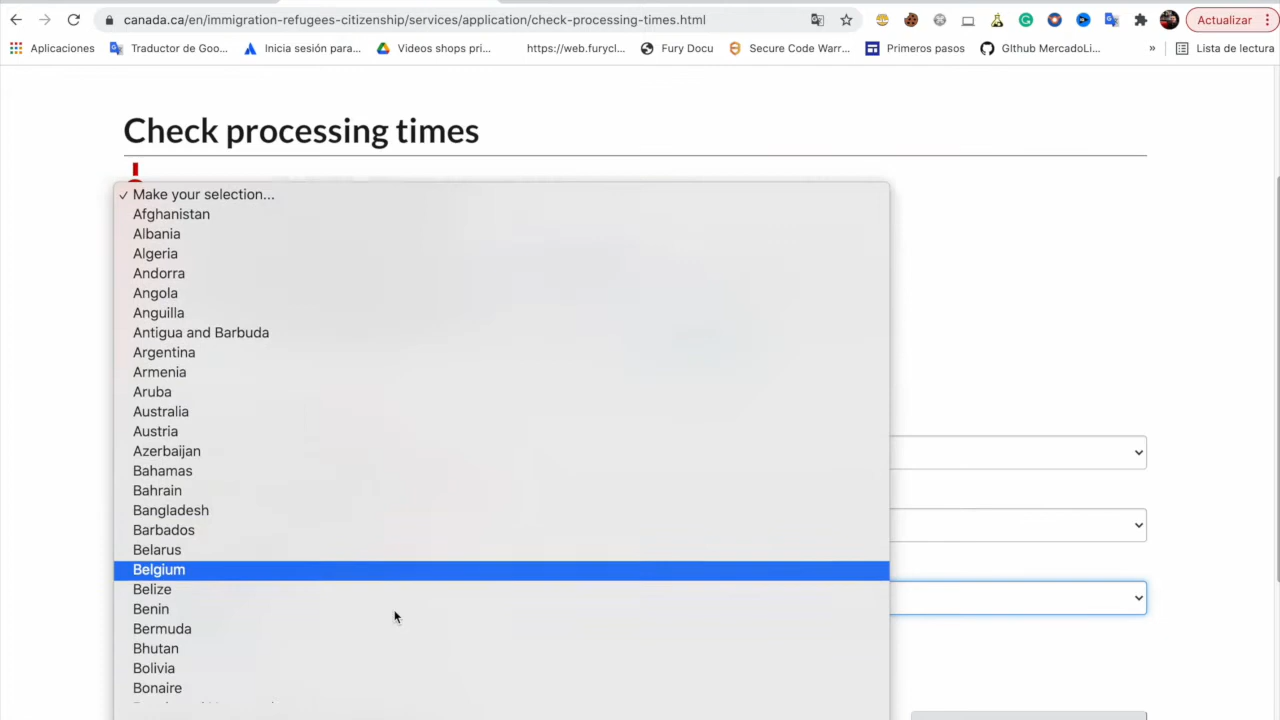 canada.ca/en/immigration-refugees-citizenship/services/application/check-processing-times.html
Actualizar
Aplicaciones
Traductor de Goo...
Inicia sesión para...
Videos shops pri...
https://web.furycl...
Fury Docu
Secure Code Warr...
Primeros pasos
GIthub MercadoLi...
»
Lista de lectura
Check processing times
✓ Make your selection...
Afghanistan
Albania
Algeria
Andorra
Angola
Anguilla
Antigua and Barbuda
Argentina
Armenia
Aruba
Australia
Austria
Azerbaijan
Bahamas
Bahrain
Bangladesh
Barbados
Belarus
Belgium
Belize
Benin
Bermuda
Bhutan
Bolivia
Bonaire